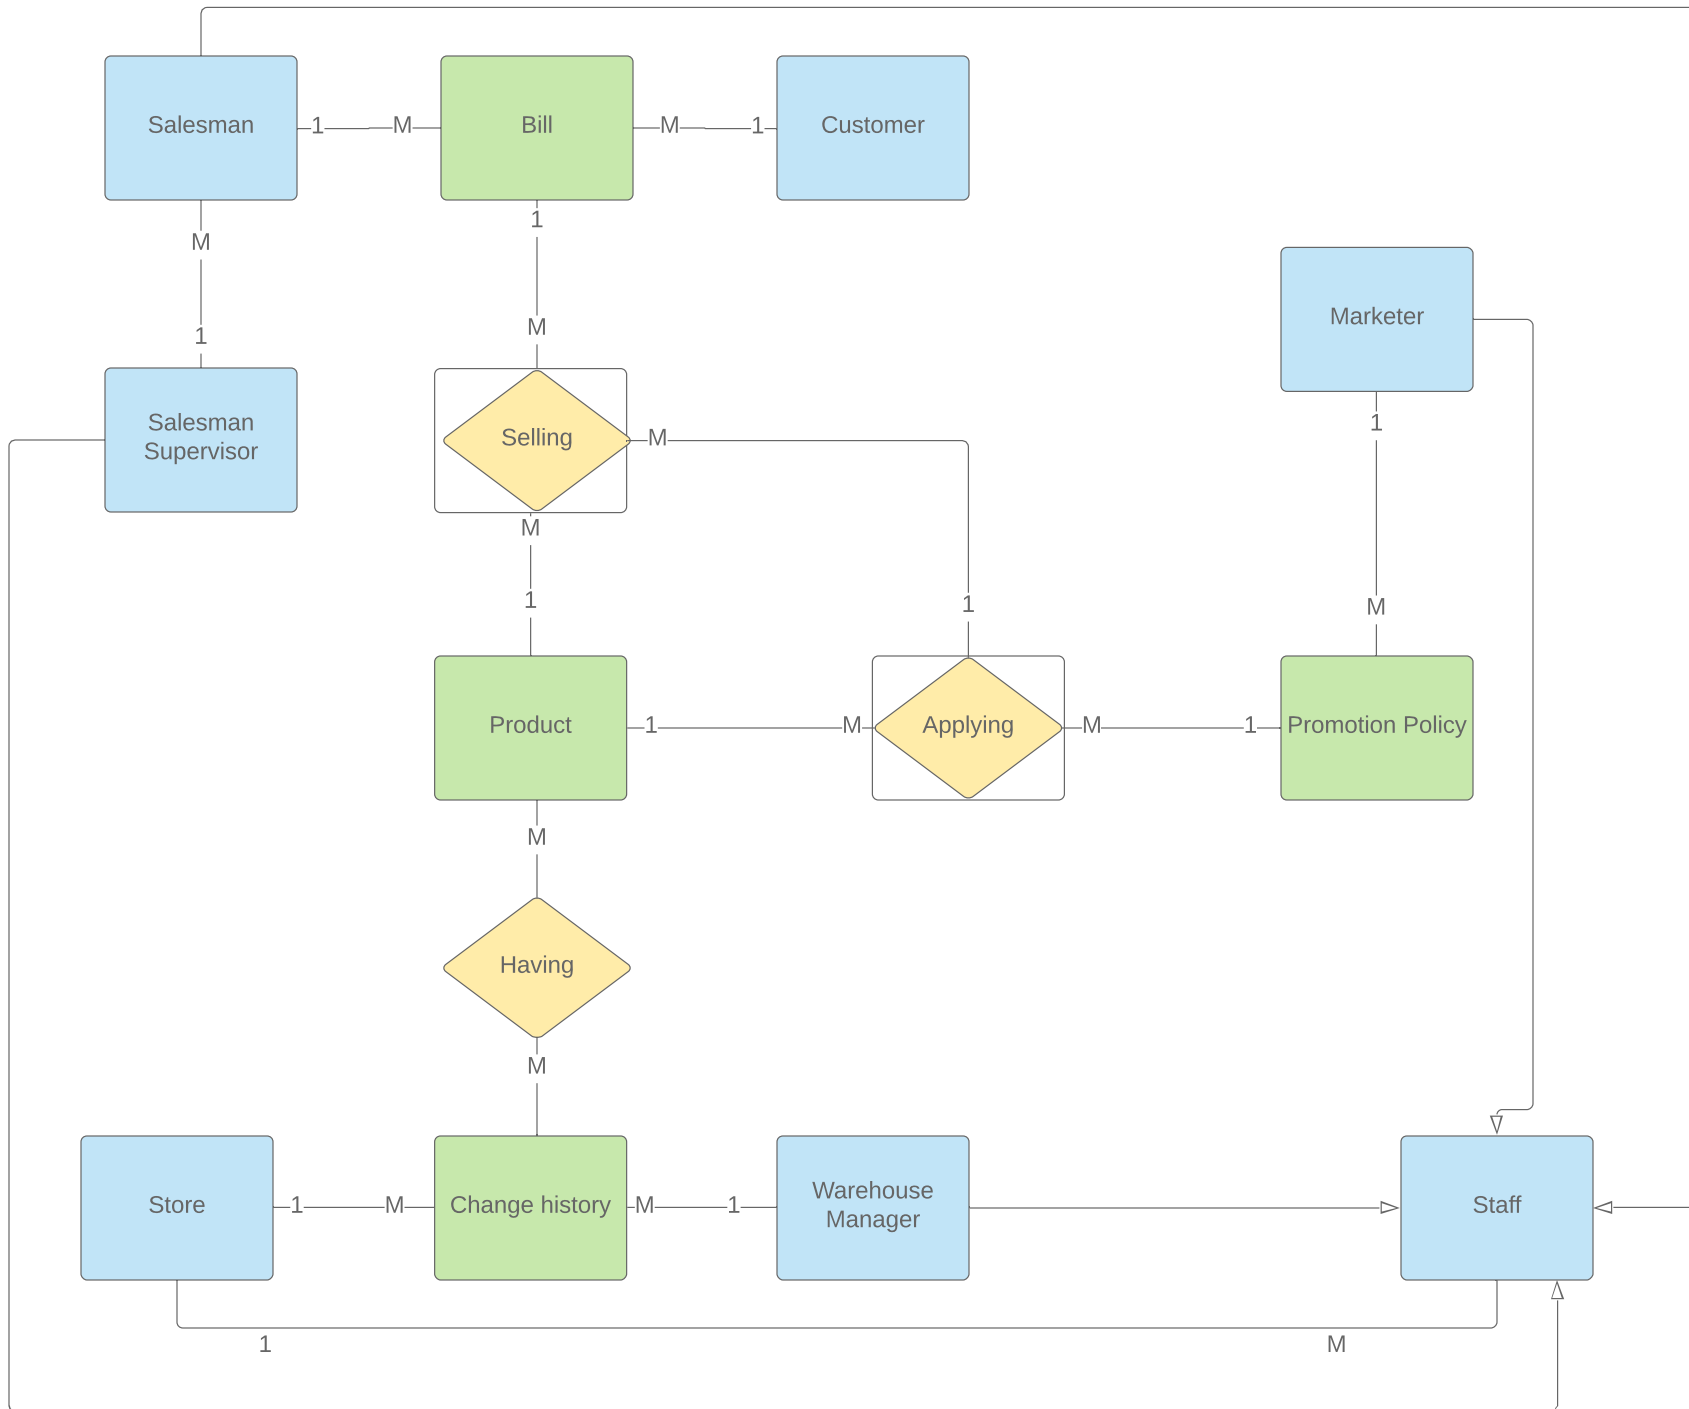 Salesman
1
M
Bill
M
1
Customer
M
1
1
M
Marketer
1
M
Salesman
Supervisor
Selling
M
M
1
1
Product
1
M
Applying
M
1
Promotion Policy
M
Having
M
Store
1
M
Change history
M
1
Warehouse
Manager
Staff
1
M